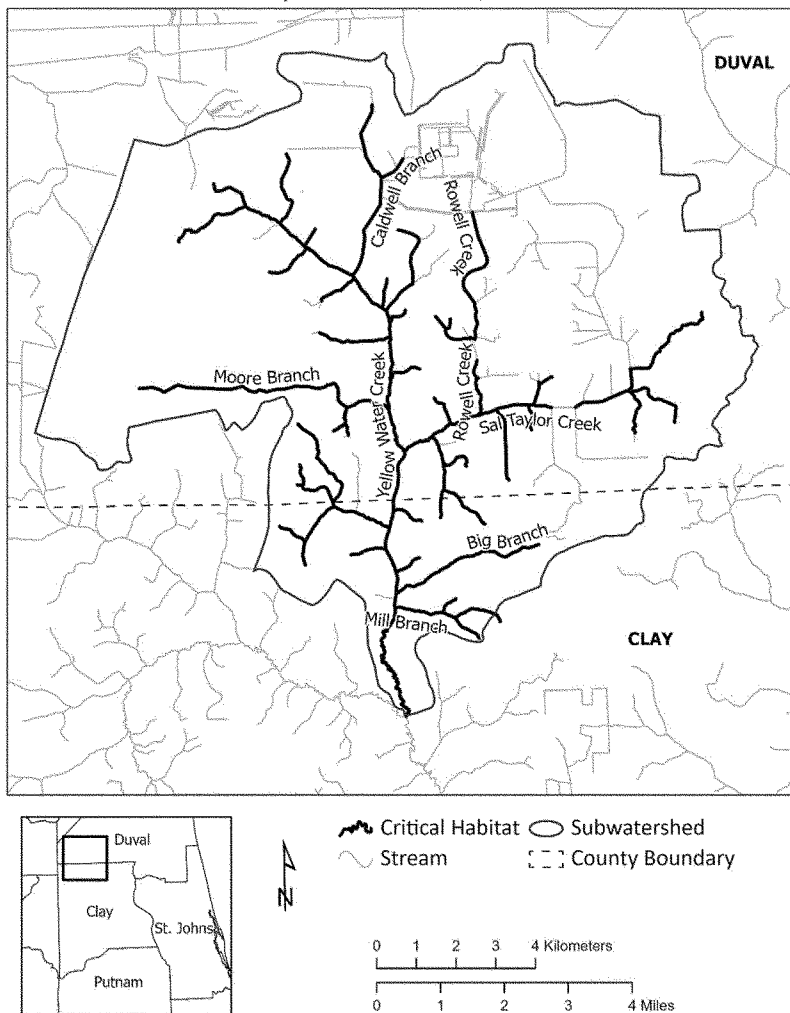 DUVAL
Caldwell Branch
Rowell Creek
Moore Branch
Yellow Water Creek
Rowell Creek
Sal Taylor Creek
Big Branch
Mill Branch
CLAY
Duval
Clay
St. Johns
Putnam
N
Critical Habitat
Subwatershed
Stream
County Boundary
0 1 2 3 4 Kilometers
0 1 2 3 4 Miles